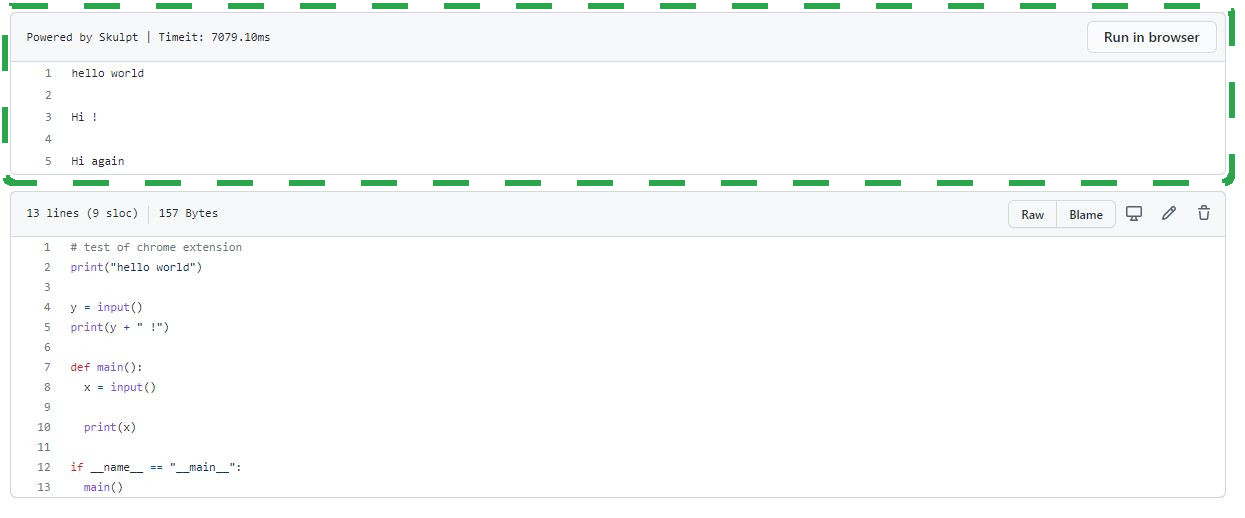 Powered by Skulpt | Timeit: 7079.10ms
Run in browser
1 hello world
2
3 Hi !
4
5 Hi again
13 lines (9 sloc) 157 Bytes
Raw Blame
1 # test of chrome extension
2 print("hello world")
3
4 y = input()
5 print(y + " !")
6
7 def main():
8   x = input()
9
10   print(x)
11
12 if __name__ == "__main__":
13   main()